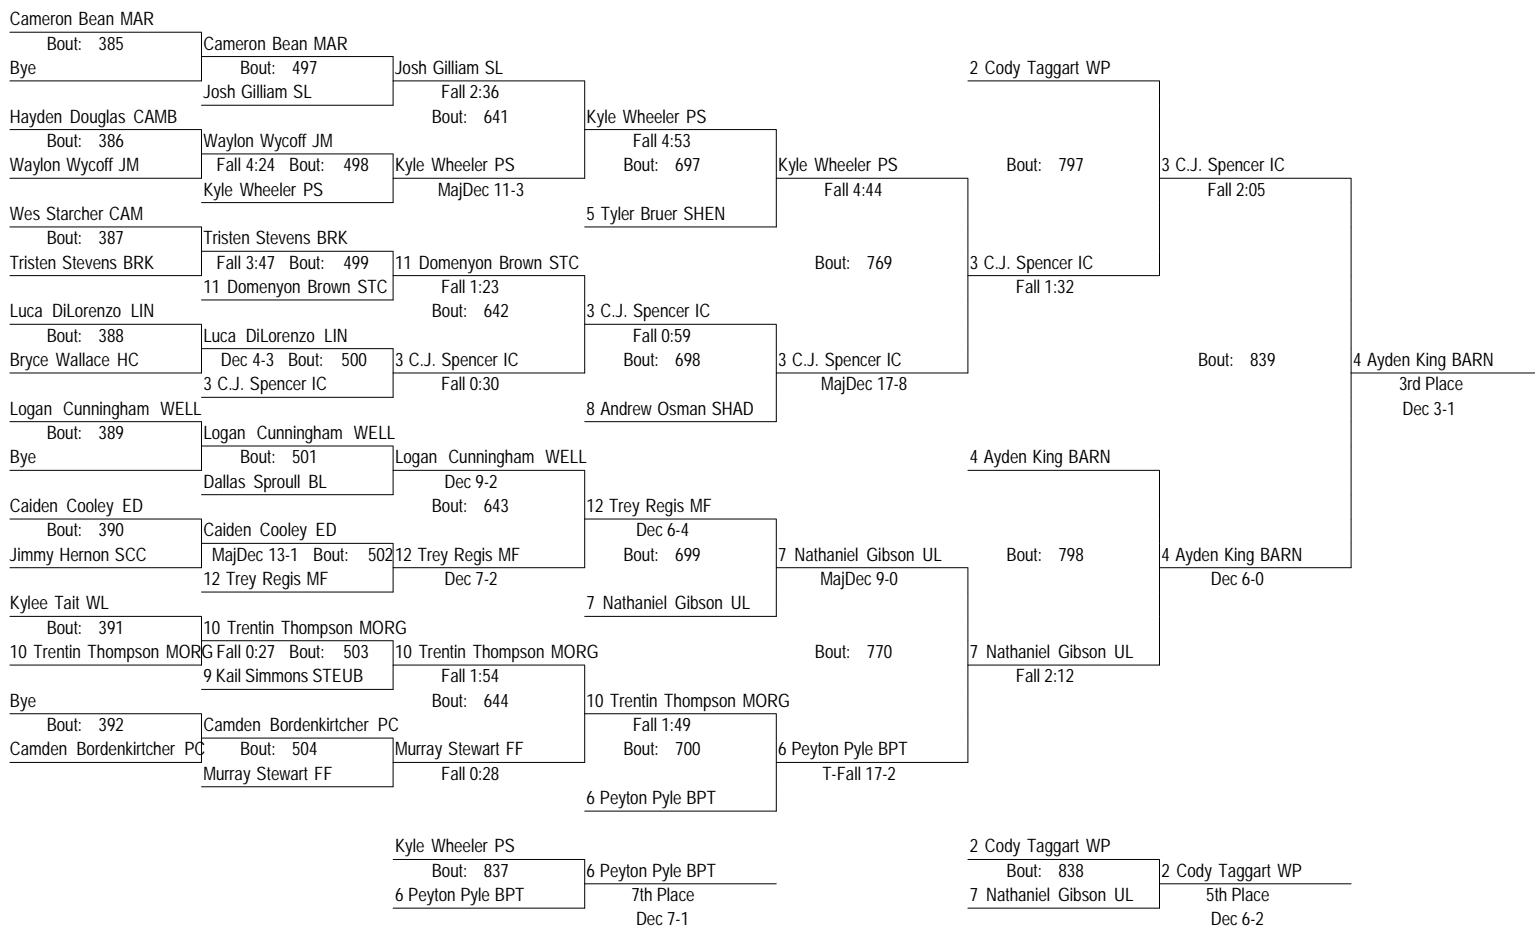 Cameron Bean MAR
Bout: 385 Cameron Bean MAR
Bye Bout: 497 Josh Gilliam SL 2 Cody Taggart WP
Josh Gilliam SL Fall 2:36
Hayden Douglas CAMB Bout: 641 Kyle Wheeler PS
Bout: 386 Waylon Wycoff JM Fall 4:53
Waylon Wycoff JM Fall 4:24 Bout: 498 Kyle Wheeler PS Bout: 697 Kyle Wheeler PS Bout: 797 3 C.J. Spencer IC
Kyle Wheeler PS MajDec 11-3 Fall 4:44 Fall 2:05
Wes Starcher CAM 5 Tyler Bruer SHEN
Bout: 387 Tristen Stevens BRK
Tristen Stevens BRK Fall 3:47 Bout: 499 11 Domenyon Brown STC Bout: 769 3 C.J. Spencer IC
11 Domenyon Brown STC Fall 1:23 Fall 1:32
Luca DiLorenzo LIN Bout: 642 3 C.J. Spencer IC
Bout: 388 Luca DiLorenzo LIN Fall 0:59
Bryce Wallace HC Dec 4-3 Bout: 500 3 C.J. Spencer IC Bout: 698 3 C.J. Spencer IC Bout: 839 4 Ayden King BARN
3 C.J. Spencer IC Fall 0:30 MajDec 17-8 3rd Place
Logan Cunningham WELL 8 Andrew Osman SHAD Dec 3-1
Bout: 389 Logan Cunningham WELL
Bye Bout: 501 Logan Cunningham WELL 4 Ayden King BARN
Dallas Sproull BL Dec 9-2
Caiden Cooley ED Bout: 643 12 Trey Regis MF
Bout: 390 Caiden Cooley ED Dec 6-4
Jimmy Hernon SCC MajDec 13-1 Bout: 502 12 Trey Regis MF Bout: 699 7 Nathaniel Gibson UL Bout: 798 4 Ayden King BARN
12 Trey Regis MF Dec 7-2 MajDec 9-0 Dec 6-0
Kylee Tait WL 7 Nathaniel Gibson UL
Bout: 391 10 Trentin Thompson MORG
10 Trentin Thompson MORG Fall 0:27 Bout: 503 10 Trentin Thompson MORG Bout: 770 7 Nathaniel Gibson UL
9 Kail Simmons STEUB Fall 1:54 Fall 2:12
Bye Bout: 644 10 Trentin Thompson MORG
Bout: 392 Camden Bordenkirtcher PC Fall 1:49
Camden Bordenkirtcher PC Bout: 504 Murray Stewart FF Bout: 700 6 Peyton Pyle BPT
Murray Stewart FF Fall 0:28 T-Fall 17-2
6 Peyton Pyle BPT
Kyle Wheeler PS 2 Cody Taggart WP
Bout: 837 6 Peyton Pyle BPT Bout: 838 2 Cody Taggart WP
6 Peyton Pyle BPT 7th Place 7 Nathaniel Gibson UL 5th Place
Dec 7-1 Dec 6-2